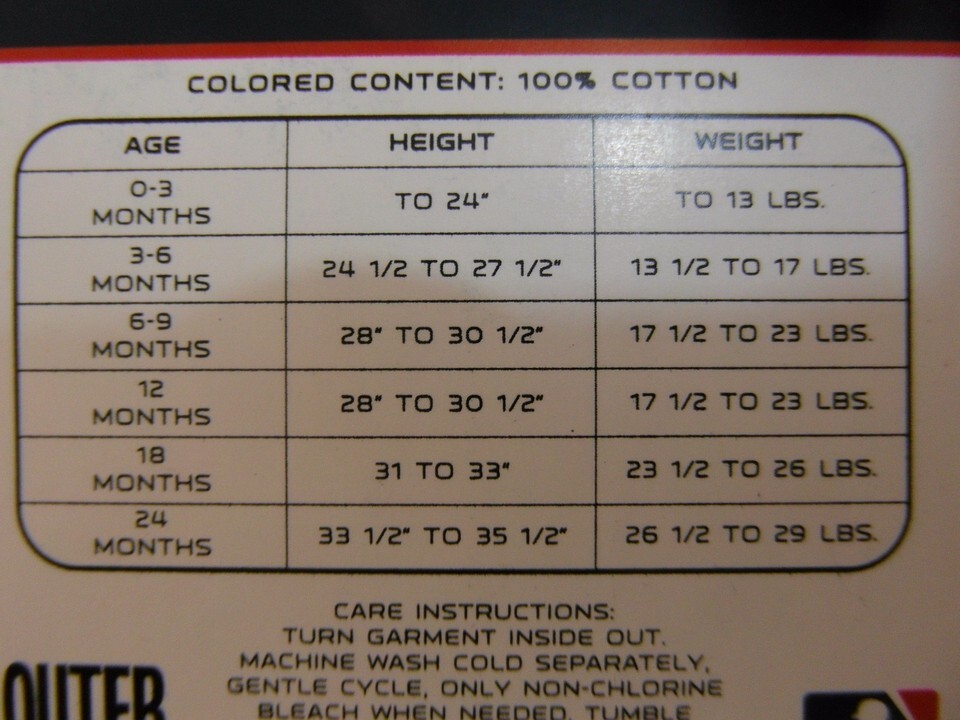 COLORED CONTENT: 100% COTTON
AGE HEIGHT WEIGHT
0-3 MONTHS TO 24" TO 13 LBS.
3-6 MONTHS 24 1/2 TO 27 1/2" 13 1/2 TO 17 LBS.
6-9 MONTHS 28" TO 30 1/2" 17 1/2 TO 23 LBS.
12 MONTHS 28" TO 30 1/2" 17 1/2 TO 23 LBS.
18 MONTHS 31 TO 33" 23 1/2 TO 26 LBS.
24 MONTHS 33 1/2" TO 35 1/2" 26 1/2 TO 29 LBS.
CARE INSTRUCTIONS:
TURN GARMENT INSIDE OUT.
MACHINE WASH COLD SEPARATELY,
GENTLE CYCLE, ONLY NON-CHLORINE
BLEACH WHEN NEEDED. TUMBLE
OUTER